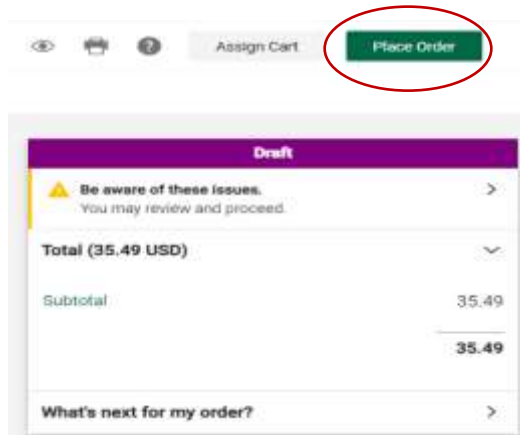 ? Assign Cart Place Order
Draft
Be aware of these issues.
You may review and proceed.
Total (35.49 USD)
Subtotal 35.49
35.49
What's next for my order?